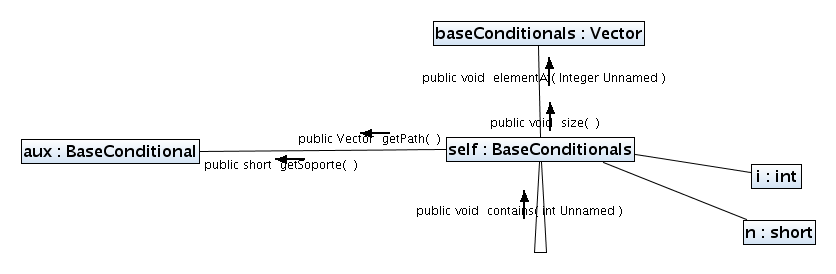 baseConditionals : Vector
public void elementAt( Integer Unnamed )
public void size( )
public Vector getPath( )
self : BaseConditionals
aux : BaseConditional
public short getSoporte( )
i : int
public void contains( int Unnamed )
n : short